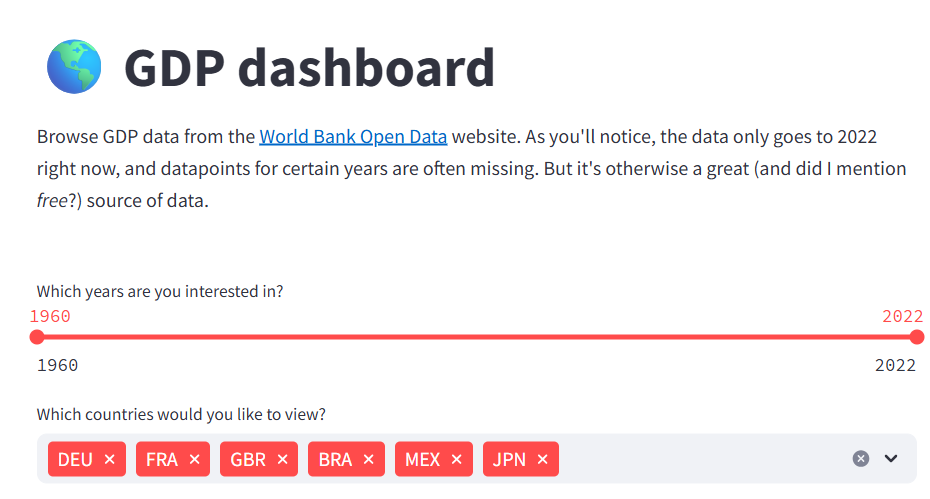 GDP dashboard
Browse GDP data from the World Bank Open Data website. As you'll notice, the data only goes to 2022
right now, and datapoints for certain years are often missing. But it's otherwise a great (and did I mention
free?) source of data.
Which years are you interested in?
1960 2022
1960 2022
Which countries would you like to view?
DEU × FRA × GBR × BRA × MEX × JPN ×